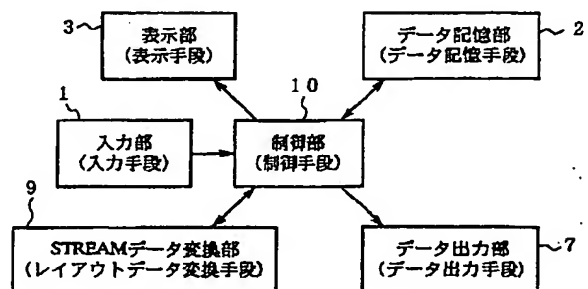 3
表示部
(表示手段)
データ記憶部
(データ記憶手段)
2
1
入力部
(入力手段)
10
制御部
(制御手段)
9
STREAMデータ変換部
(レイアウトデータ変換手段)
データ出力部
(データ出力手段)
7